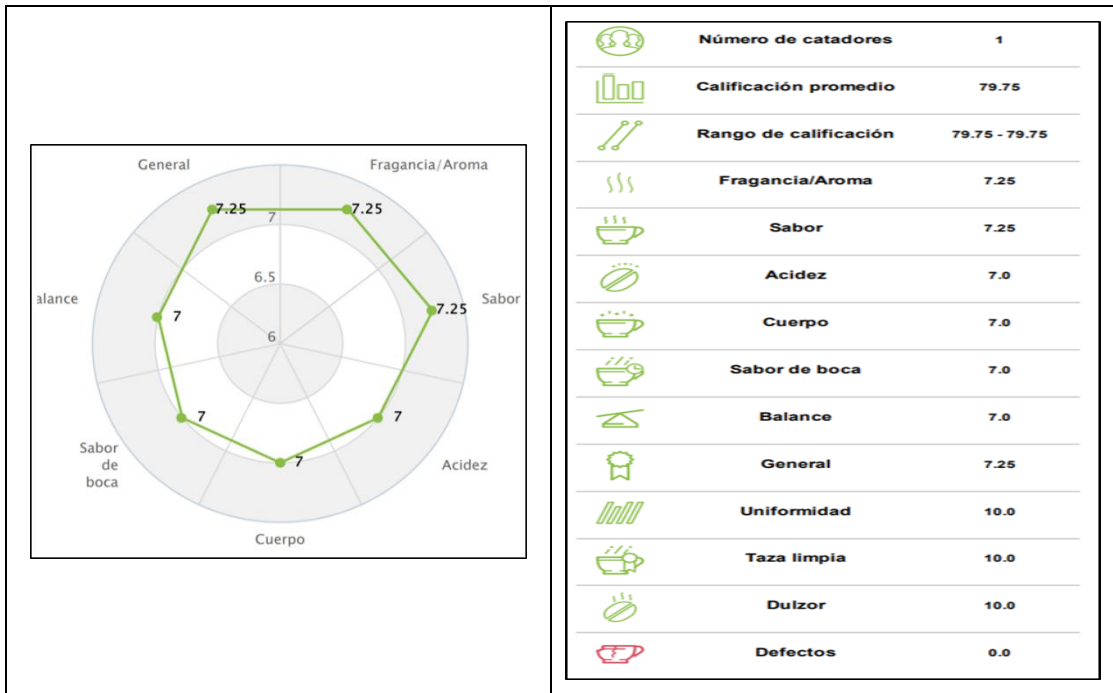 General
Fragancia/Aroma
7.25
7.25
7
6.5
7.25
Sabor
alance
7
6
7
7
Sabor
de
boca
7
Acidez
Cuerpo
Número de catadores 1
Calificación promedio 79.75
Rango de calificación 79.75 - 79.75
Fragancia/Aroma 7.25
Sabor 7.25
Acidez 7.0
Cuerpo 7.0
Sabor de boca 7.0
Balance 7.0
General 7.25
Uniformidad 10.0
Taza limpia 10.0
Dulzor 10.0
Defectos 0.0